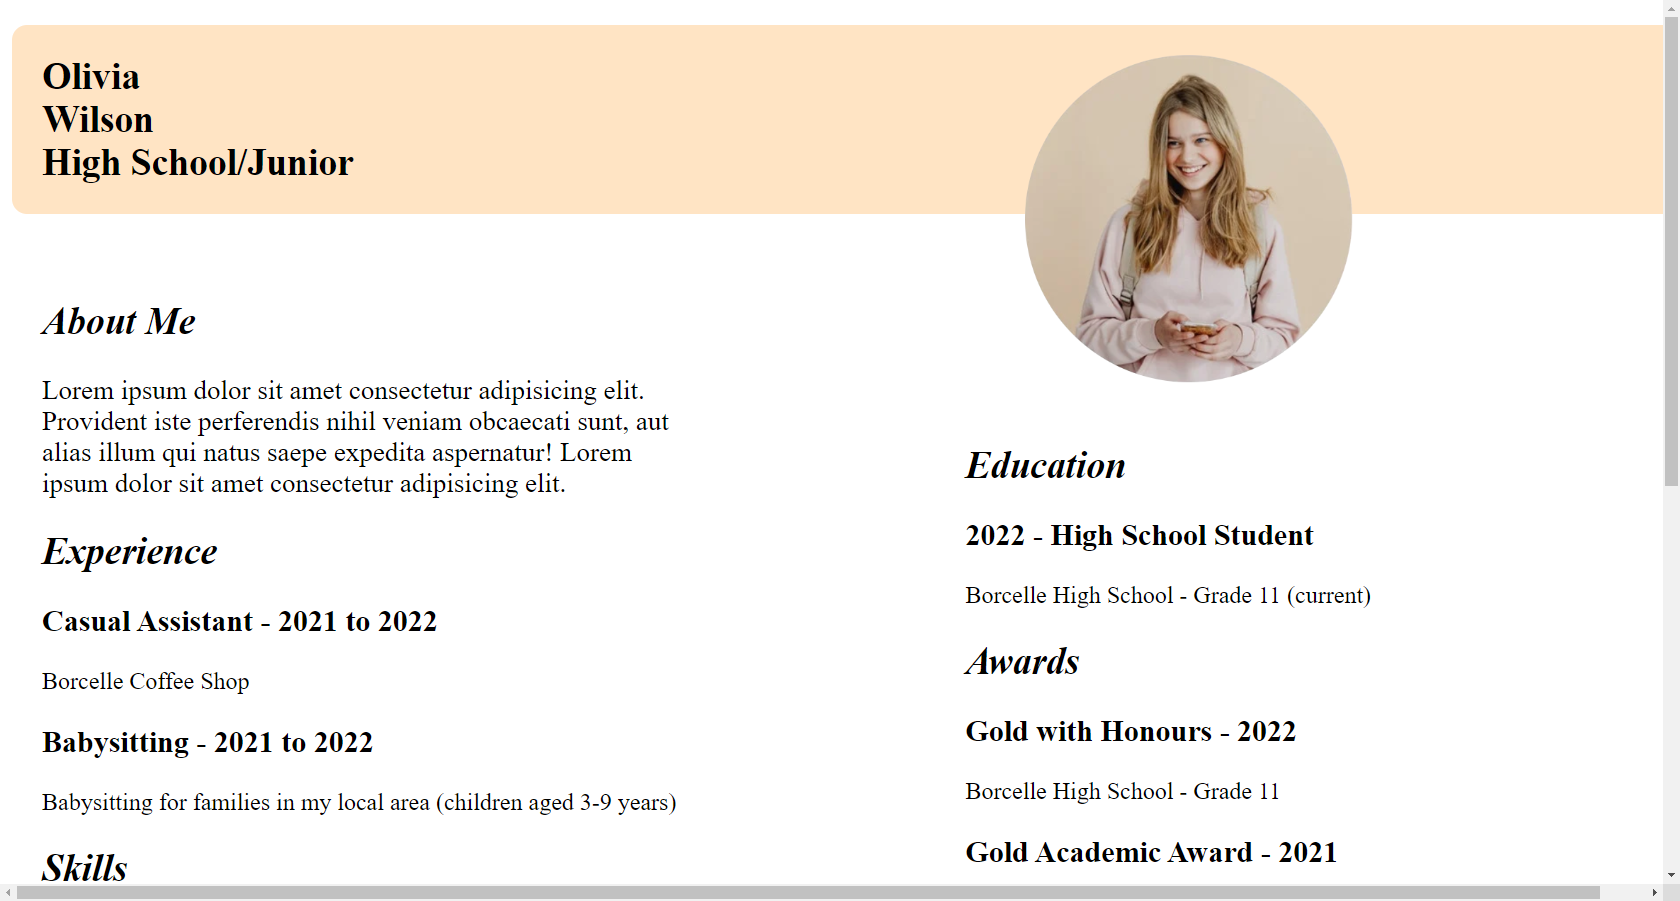 Olivia
Wilson
High School/Junior
About Me
Lorem ipsum dolor sit amet consectetur adipisicing elit.
Provident iste perferendis nihil veniam obcaecati sunt, aut
alias illum qui natus saepe expedita aspernatur! Lorem
ipsum dolor sit amet consectetur adipisicing elit.
Experience
Casual Assistant - 2021 to 2022
Borcelle Coffee Shop
Babysitting - 2021 to 2022
Babysitting for families in my local area (children aged 3-9 years)
Skills
Education
2022 - High School Student
Borcelle High School - Grade 11 (current)
Awards
Gold with Honours - 2022
Borcelle High School - Grade 11
Gold Academic Award - 2021